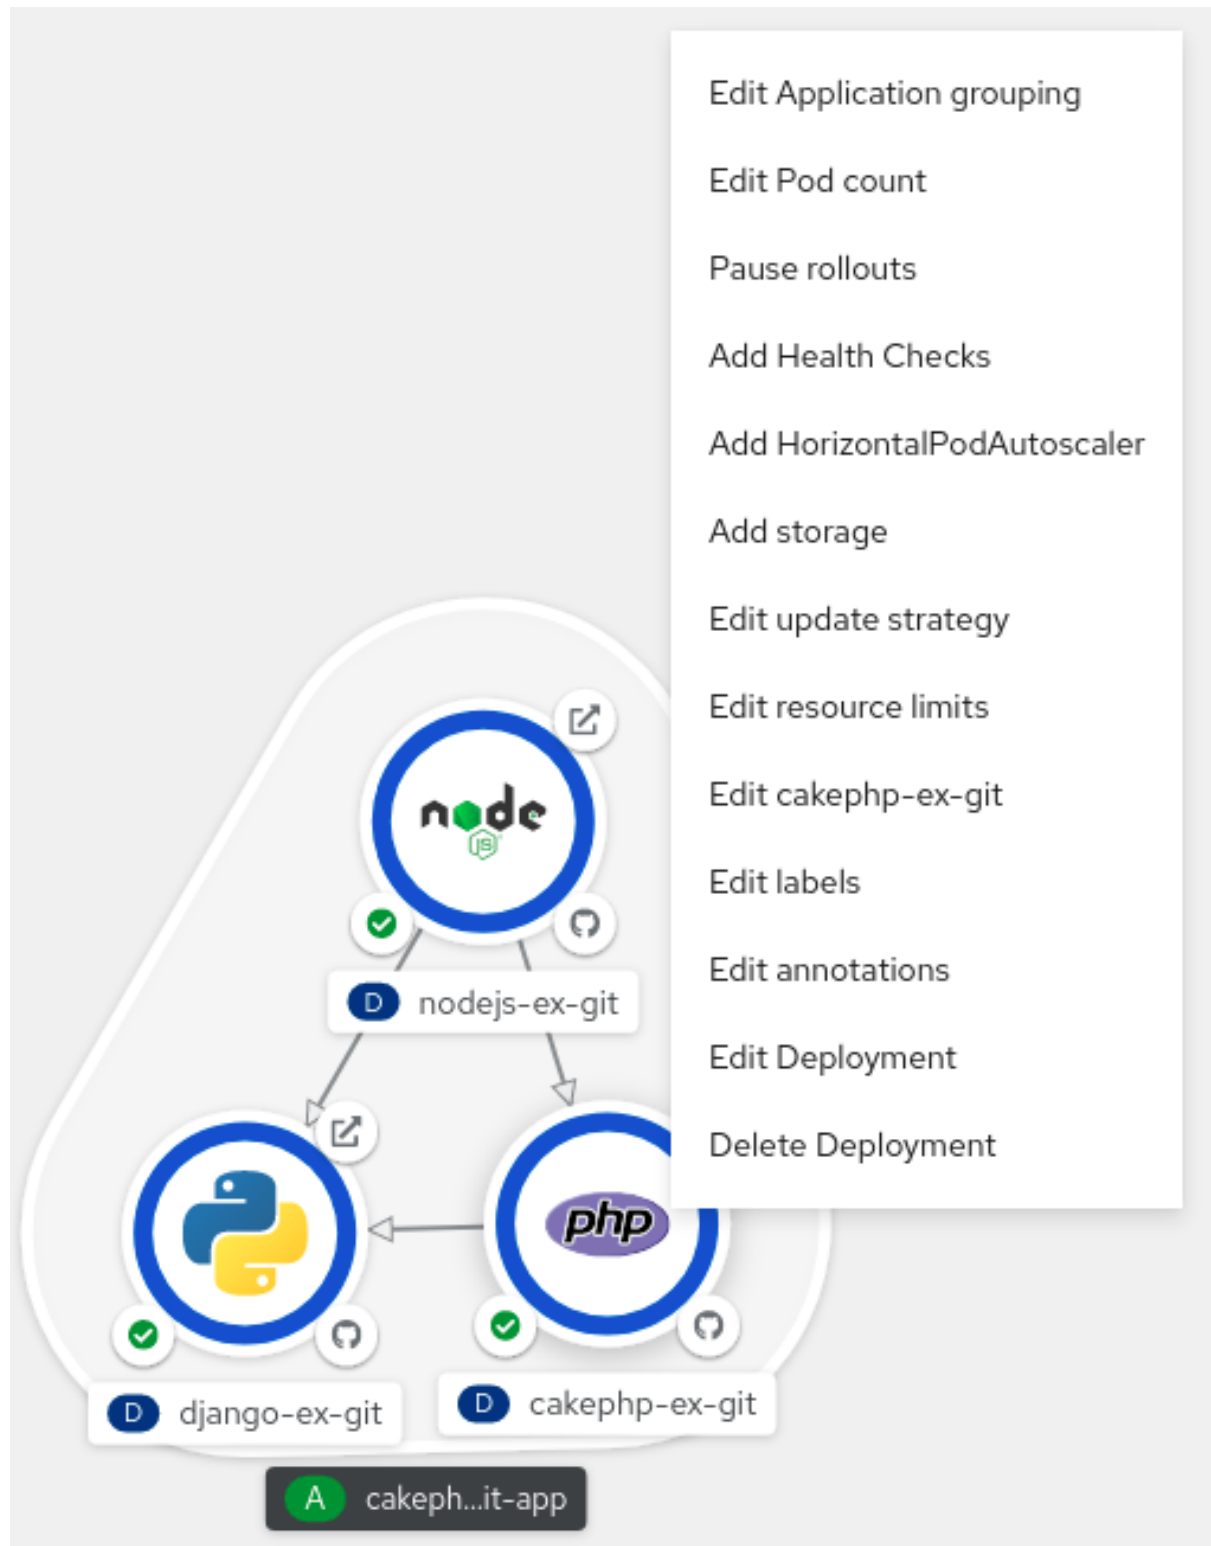 Edit Application grouping
Edit Pod count
Pause rollouts
Add Health Checks
Add HorizontalPodAutoscaler
Add storage
Edit update strategy
Edit resource limits
Edit cakephp-ex-git
Edit labels
Edit annotations
Edit Deployment
Delete Deployment
node
JS
D nodejs-ex-git
php
D django-ex-git
D cakephp-ex-git
A cakeph...it-app